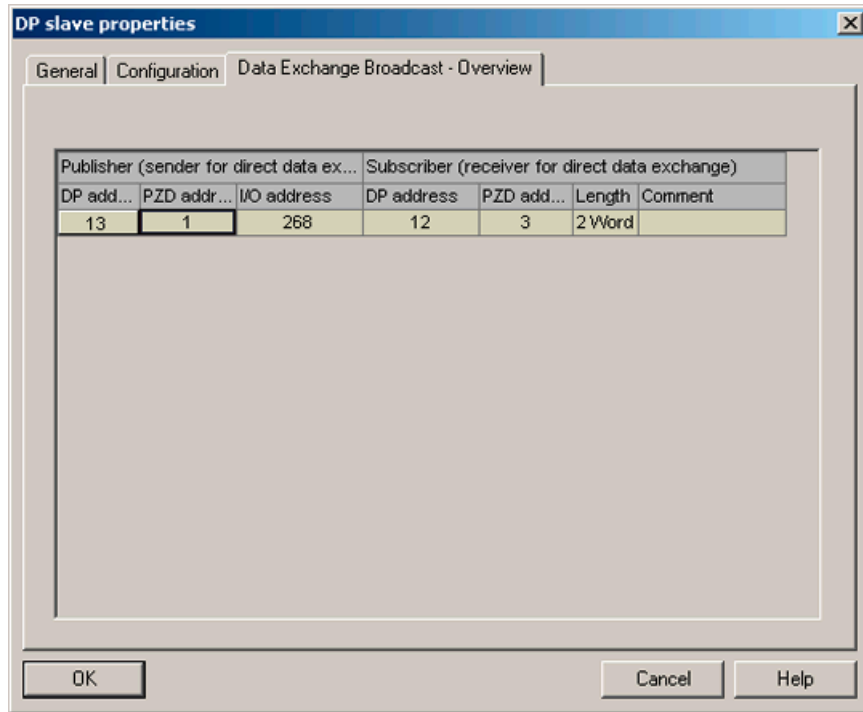 DP slave properties
General Configuration Data Exchange Broadcast - Overview
Publisher (sender for direct data ex... Subscriber (receiver for direct data exchange)
DP add... PZD addr... I/O address DP address PZD add... Length Comment
13 1 268 12 3 2 Word
OK Cancel Help